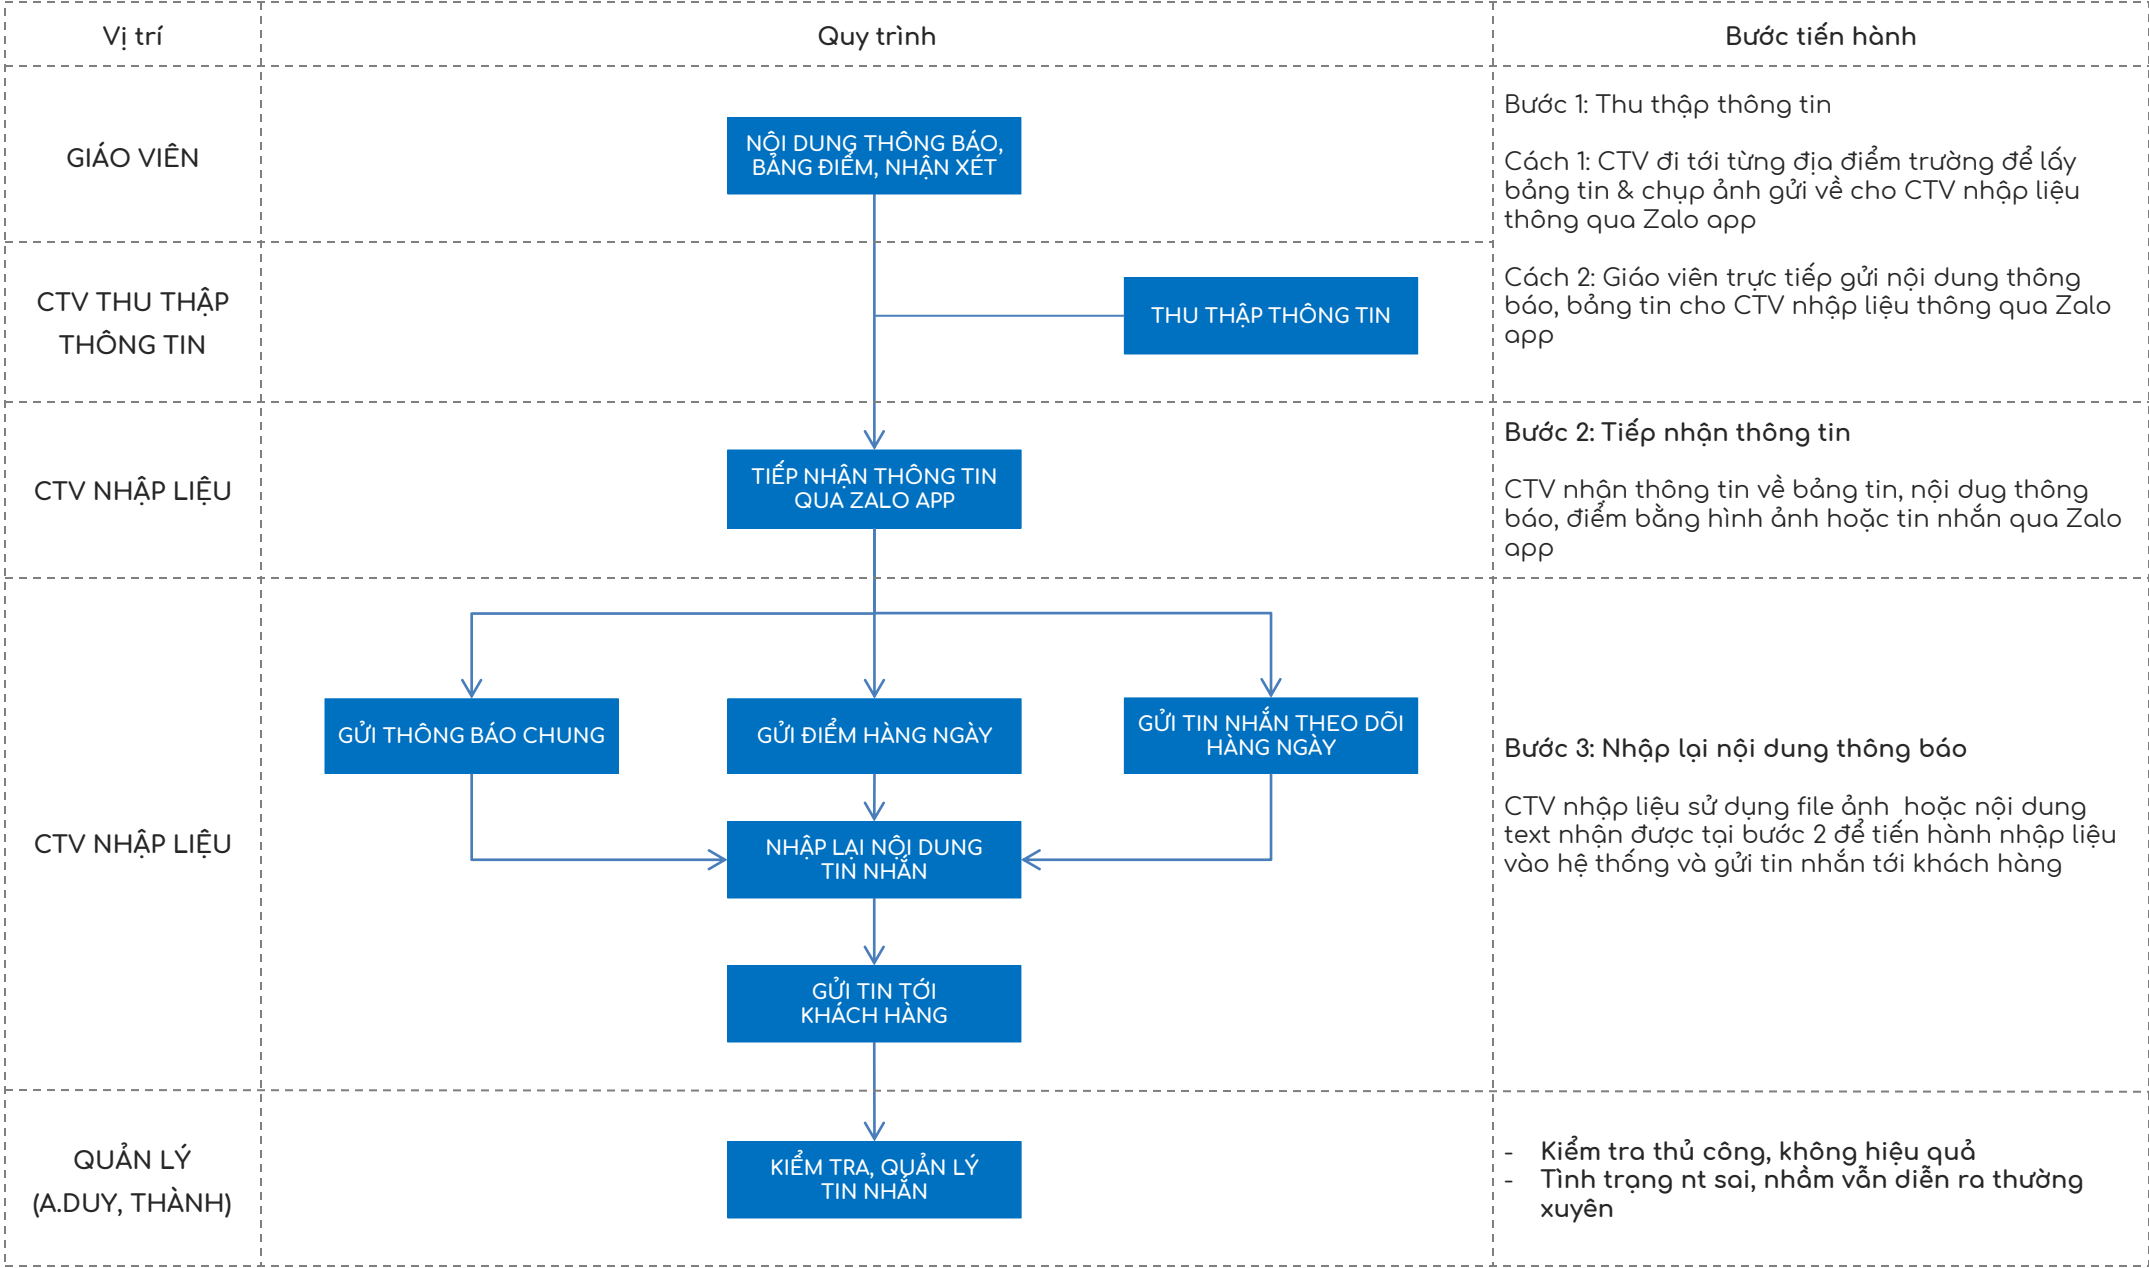 Vị trí
Quy trình
Bước tiến hành
GIÁO VIÊN
NỘI DUNG THÔNG BÁO,
BẢNG ĐIỂM, NHẬN XÉT
Bước 1: Thu thập thông tin
Cách 1: CTV đi tới từng địa điểm trường để lấy
bảng tin & chụp ảnh gửi về cho CTV nhập liệu
thông qua Zalo app
CTV THU THẬP
THÔNG TIN
THU THẬP THÔNG TIN
Cách 2: Giáo viên trực tiếp gửi nội dung thông
báo, bảng tin cho CTV nhập liệu thông qua Zalo
app
CTV NHẬP LIỆU
TIẾP NHẬN THÔNG TIN
QUA ZALO APP
Bước 2: Tiếp nhận thông tin
CTV nhận thông tin về bảng tin, nội dug thông
báo, điểm bằng hình ảnh hoặc tin nhắn qua Zalo
app
CTV NHẬP LIỆU
GỬI THÔNG BÁO CHUNG
GỬI ĐIỂM HÀNG NGÀY
GỬI TIN NHẮN THEO DÕI
HÀNG NGÀY
NHẬP LẠI NỘI DUNG
TIN NHẮN
GỬI TIN TỚI
KHÁCH HÀNG
Bước 3: Nhập lại nội dung thông báo
CTV nhập liệu sử dụng file ảnh hoặc nội dung
text nhận được tại bước 2 để tiến hành nhập liệu
vào hệ thống và gửi tin nhắn tới khách hàng
QUẢN LÝ
(A.DUY, THÀNH)
KIỂM TRA, QUẢN LÝ
TIN NHẮN
- Kiểm tra thủ công, không hiệu quả
- Tình trạng nt sai, nhầm vẫn diễn ra thường
xuyên